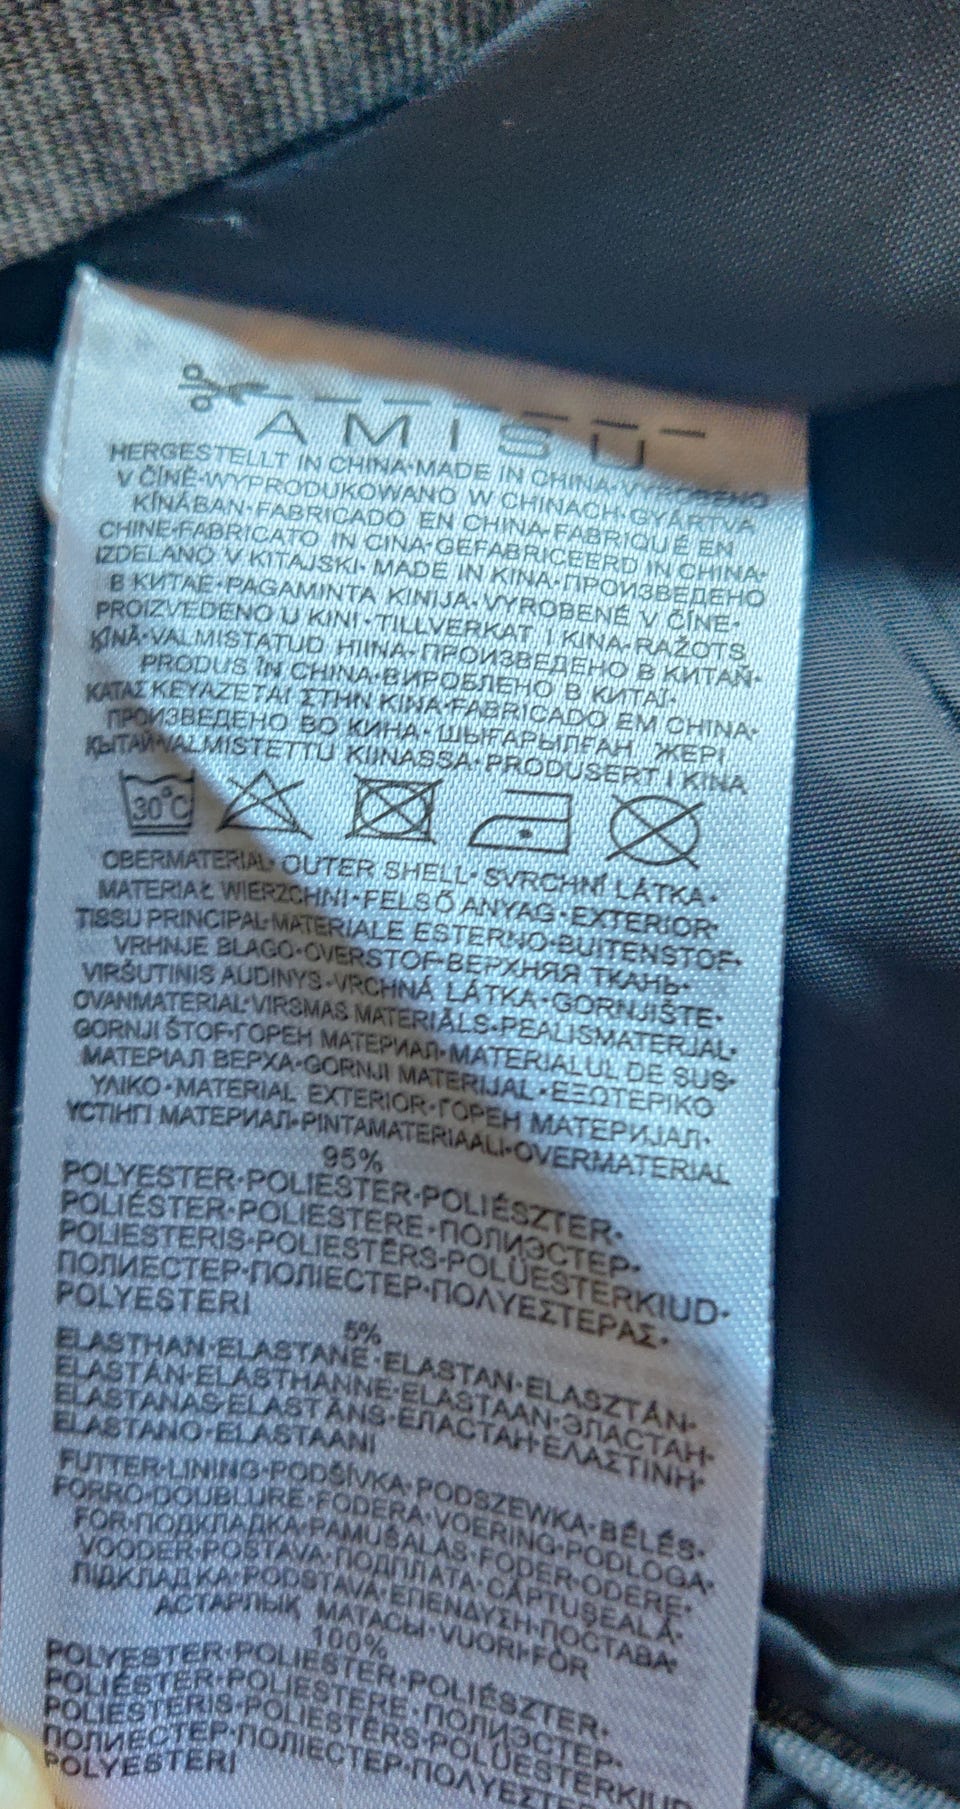 AMISU
HERGESTELLT IN CHINA•MADE IN CHINA•VYROBENO
V ČÍNĚ•WYPRODUKOWANO W CHINACH•GYÁRTVA
KÍNÁBAN•FABRICADO EN CHINA•FABRIQUÉ EN
CHINE•FABRICATO IN CINA•GEFABRICEERD IN CHINA•
IZDELANO V KITAJSKI• MADE IN KINA•ПРОИЗВЕДЕНО
В КИТАЕ•PAGAMINTA KINIJA•VYROBENÉ V ČÍNE•
PROIZVEDENO U KINI•TILLVERKAT I KINA•RAŽOTS
ĶĪNĀ•VALMISTATUD HIINA•ПРОИЗВЕДЕНО В КИТАЙ•
PRODUS ÎN CHINA•ВИРОБЛЕНО В КИТАЇ•
ΚΑΤΑΣΚΕΥΑΖΕΤΑΙ ΣΤΗΝ ΚΙΝΑ•FABRICADO EM CHINA•
ПРОИЗВЕДЕНО ВО КИНА•ШЫҒАРЫЛҒАН ЖЕРІ
ҚЫТАЙ•VALMISTETTU KIINASSA•PRODUSERT I KINA
30°C
OBERMATERIAL•OUTER SHELL•SVRCHNÍ LÁTKA•
MATERIAŁ WIERZCHNI•FELSŐ ANYAG•EXTERIOR•
TISSU PRINCIPAL•MATERIALE ESTERNO•BUITENSTOF•
VRHNJE BLAGO•OVERSTOF•ВЕРХНЯЯ ТКАНЬ•
VIRŠUTINIS AUDINYS•VRCHNÁ LÁTKA•GORNJIŠTE•
OVANMATERIAL•VIRSMAS MATERIĀLS•PEALISMATERJAL•
GORNJI ŠTOF•ГОРЕН МАТЕРИАЛ•MATERIALUL DE SUS•
МАТЕРІАЛ ВЕРХА•GORNJI MATERIJAL•ΕΞΩΤΕΡΙΚΟ
ΥΛΙΚΟ•MATERIAL EXTERIOR•ГОРЕН МАТЕРИЈАЛ•
ҮСТІҢГІ МАТЕРИАЛ•PINTAMATERIAALI•OVERMATERIAL
95%
POLYESTER•POLIESTER•POLIÉSZTER•
POLIÉSTER•POLIESTERE•ПОЛИЭСТЕР•
POLIESTERIS•POLIESTĒRS•POLÜESTERKIUD•
ПОЛИЕСТЕР•ПОЛІЕСТЕР•ΠΟΛΥΕΣΤΕΡΑΣ•
POLYESTERI
5%
ELASTHAN•ELASTANE•ELASTAN•ELASZTÁN•
ELASTÁN•ELASTHANNE•ELASTAAN•ЭЛАСТАН•
ELASTANAS•ELASTĀNS•ЕЛАСТАН•ΕΛΑΣΤΙΝΗ•
ELASTANO•ELASTAANI
FUTTER•LINING•PODŠÍVKA•PODSZEWKA•BÉLÉS•
FORRO•DOUBLURE•FODERA•VOERING•PODLOGA•
FOR•ПОДКЛАДКА•PAMUŠALAS•FODER•ODERE•
VOODER•POSTAVA•ПОДПЛАТА•CĂPTUŞEALĂ•
ПІДКЛАДКА•PODSTAVA•ΕΠΕΝΔΥΣΗ•ПОСТАВА•
АСТАРЛЫҚ МАТАСЫ•VUORI•FÔR
100%
POLYESTER•POLIESTER•POLIÉSZTER•
POLIÉSTER•POLIESTERE•ПОЛИЭСТЕР•
POLIESTERIS•POLIESTĒRS•POLÜESTERKIUD
ПОЛИЕСТЕР•ПОЛІЕСТЕР•ΠΟΛΥΕΣΤΕΡ
POLYESTERI